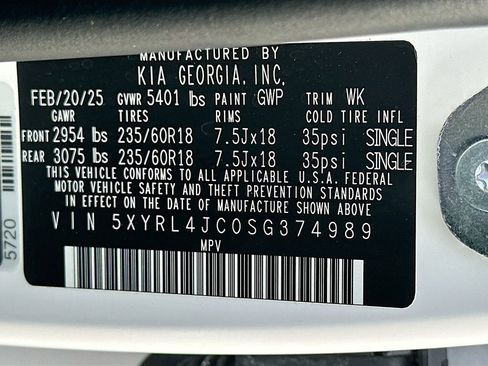 MANUFACTURED BY
KIA GEORGIA, INC.
FEB/20/25 GVWR 5401 lbs PAINT GWP TRIM WK
GAWR TIRES RIMS COLD TIRE INFL
FRONT 2954 lbs 235/60R18 7.5Jx18 35psi SINGLE
REAR 3075 lbs 235/60R18 7.5Jx18 35psi SINGLE
THIS VEHICLE CONFORMS TO ALL APPLICABLE U.S.A. FEDERAL
MOTOR VEHICLE SAFETY AND THEFT PREVENTION STANDARDS
IN EFFECT ON THE DATE OF MANUFACTURE SHOWN ABOVE
VIN 5XYRL4JC0SG374989
MPV
5720